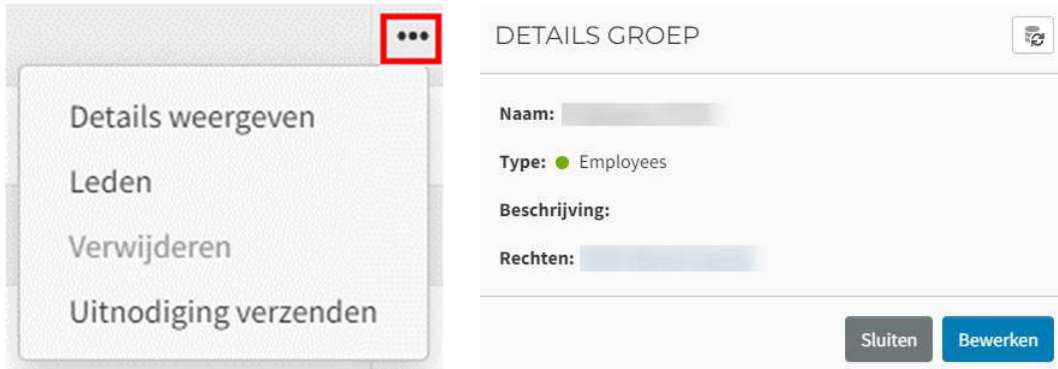 Details weergeven
Leden
Verwijderen
Uitnodiging verzenden
DETAILS GROEP
Naam:
Type: Employees
Beschrijving:
Rechten:
Sluiten Bewerken